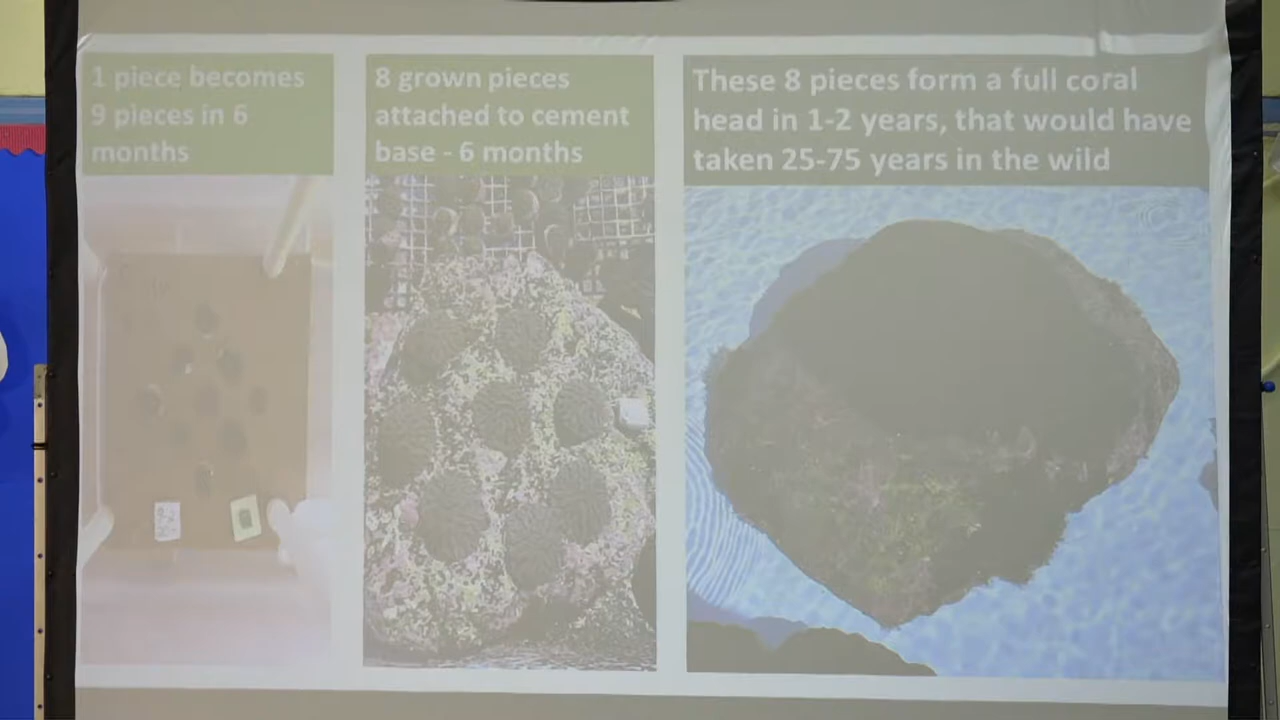 1 piece becomes
9 pieces in 6
months
8 grown pieces
attached to cement
base - 6 months
These 8 pieces form a full coral
head in 1-2 years, that would have
taken 25-75 years in the wild